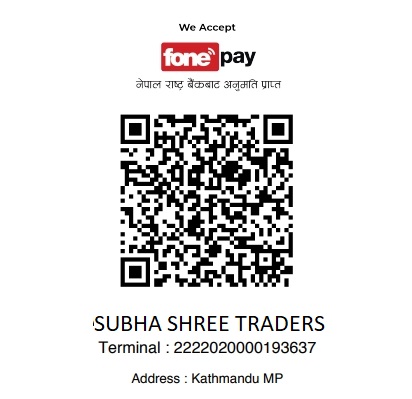 We Accept
fonepay
नेपाल राष्ट्र बैंकबाट अनुमति प्राप्त
SUBHA SHREE TRADERS
Terminal : 2222020000193637
Address : Kathmandu MP